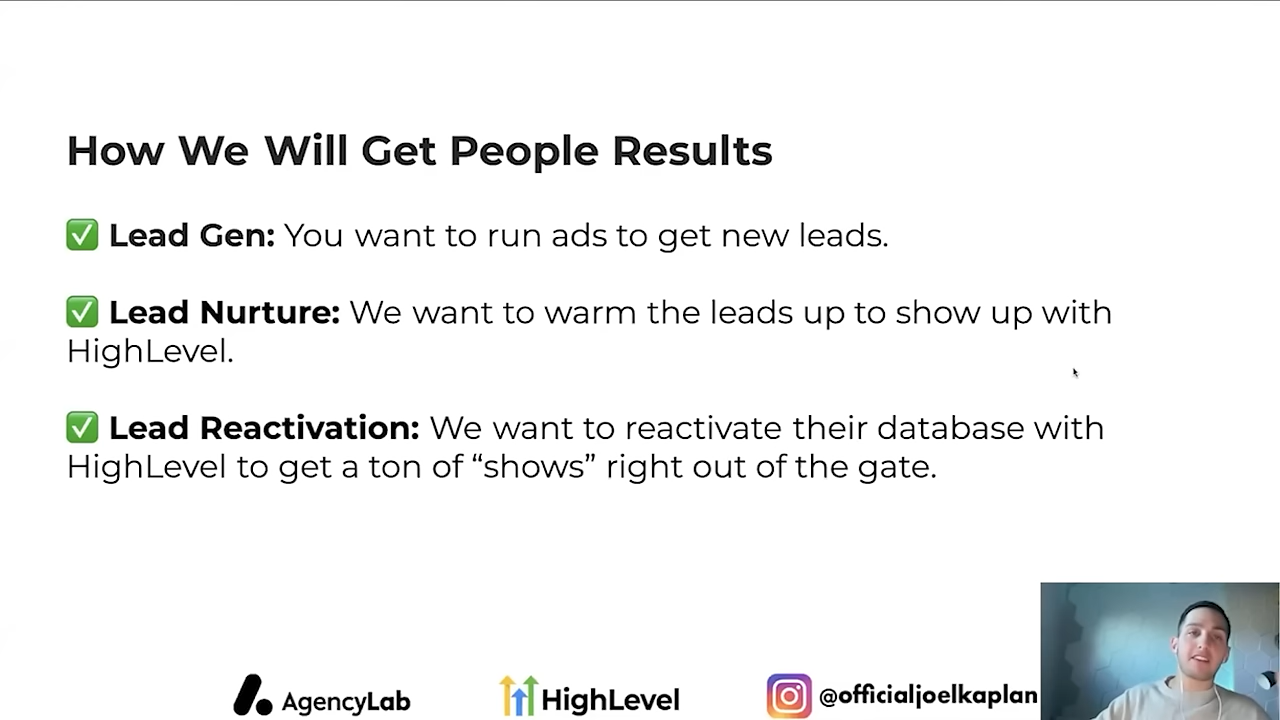 How We Will Get People Results
✅ Lead Gen: You want to run ads to get new leads.
✅ Lead Nurture: We want to warm the leads up to show up with
HighLevel.
✅ Lead Reactivation: We want to reactivate their database with
HighLevel to get a ton of “shows” right out of the gate.
AgencyLab
HighLevel
@officialjoelkaplan